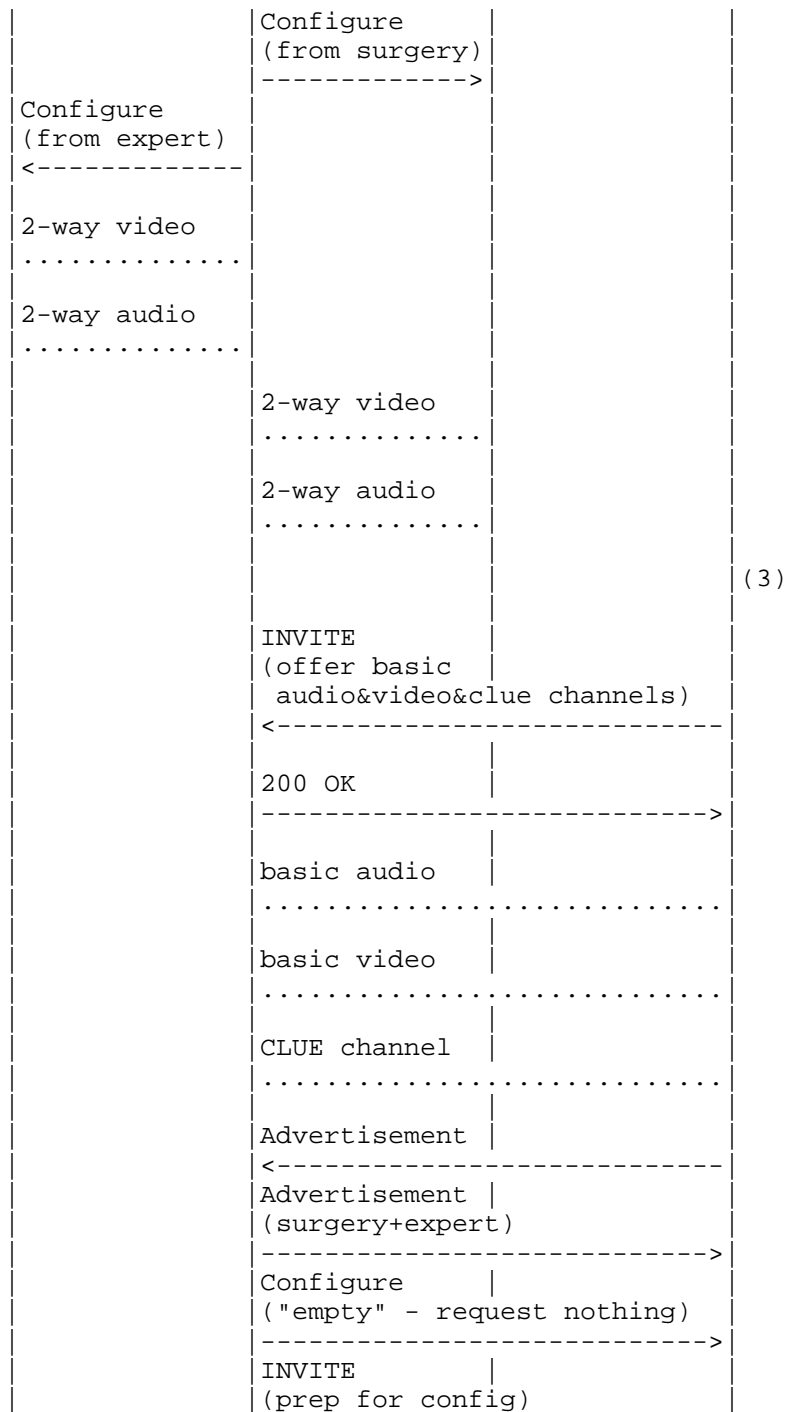 Configure
(from surgery)
------------->
Configure
(from expert)
<-------------
2-way video
..............
2-way audio
..............
2-way video
..............
2-way audio
..............
(3)
INVITE
(offer basic
audio&video&clue channels)
<----------------------------
200 OK
---------------------------->
basic audio
.............................
basic video
.............................
CLUE channel
.............................
Advertisement
<----------------------------
Advertisement
(surgery+expert)
---------------------------->
Configure
("empty" - request nothing)
---------------------------->
INVITE
(prep for config)